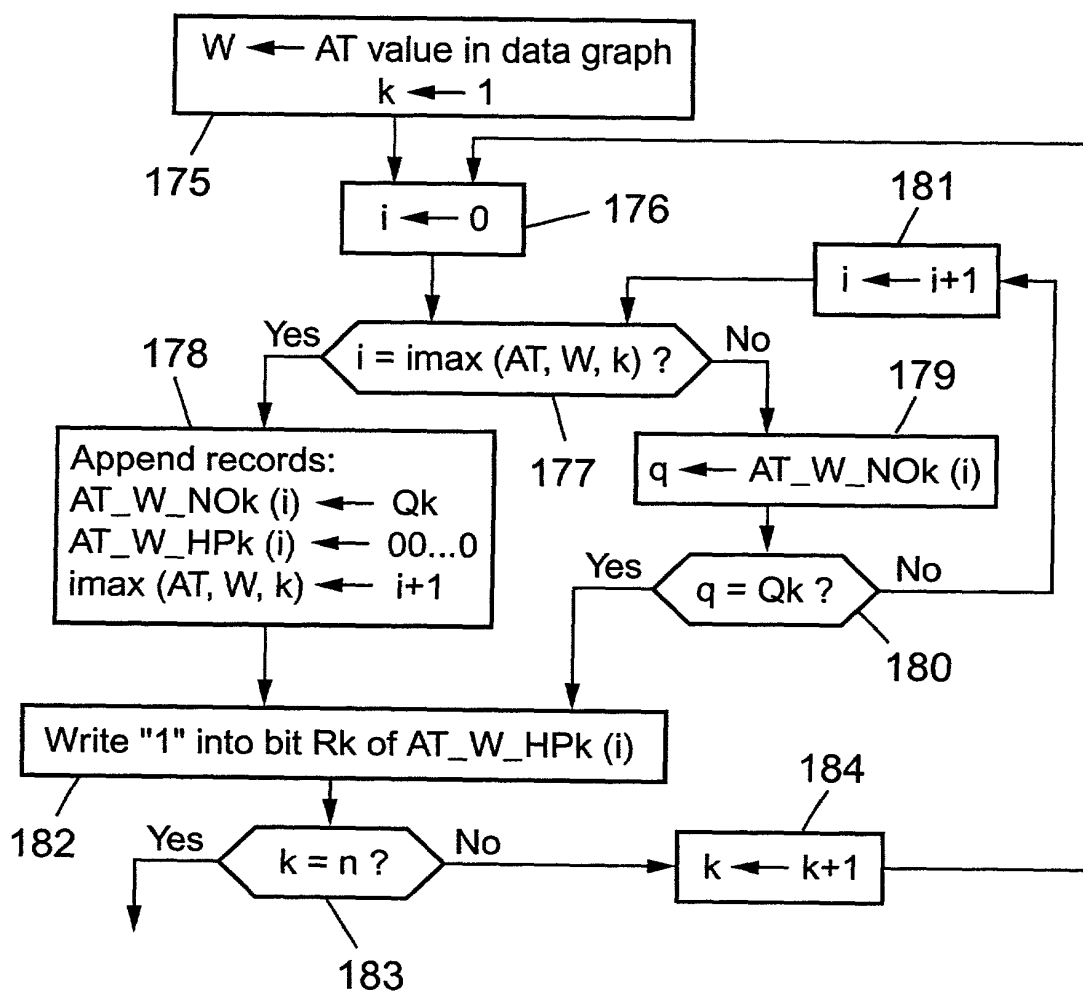 W ← AT value in data graph
k ← 1
175
i ← 0
176
181
i ← i+1
Yes
i = imax (AT, W, k) ?
No
178
177
179
Append records:
AT_W_NOk (i) ← Qk
AT_W_HPk (i) ← 00...0
imax (AT, W, k) ← i+1
q ← AT_W_NOk (i)
Yes
q = Qk ?
No
180
Write "1" into bit Rk of AT_W_HPk (i)
182
184
Yes
k = n ?
No
k ← k+1
183